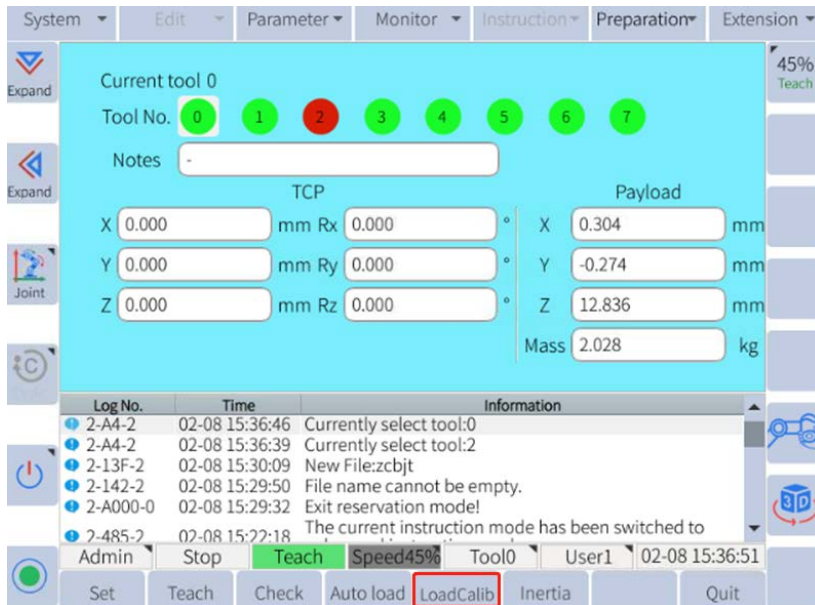 System Edit Parameter Monitor Instruction Preparation Extension
Expand
45%
Teach
Current tool 0
Tool No. 0 1 2 3 4 5 6 7
Notes -
Expand
TCP Payload
X 0.000 mm Rx 0.000 ° X 0.304 mm
Y 0.000 mm Ry 0.000 ° Y -0.274 mm
Joint
Z 0.000 mm Rz 0.000 ° Z 12.836 mm
Mass 2.028 kg
C
Log No. Time Information
2-A4-2 02-08 15:36:46 Currently select tool:0
2-A4-2 02-08 15:36:39 Currently select tool:2
2-13F-2 02-08 15:30:09 New File:zcbjt
2-142-2 02-08 15:29:50 File name cannot be empty.
2-A000-0 02-08 15:29:32 Exit reservation mode!
2-485-2 02-08 15:22:18 The current instruction mode has been switched to
3D
Admin Stop Teach Speed45% Tool0 User1 02-08 15:36:51
Set Teach Check Auto load LoadCalib Inertia Quit